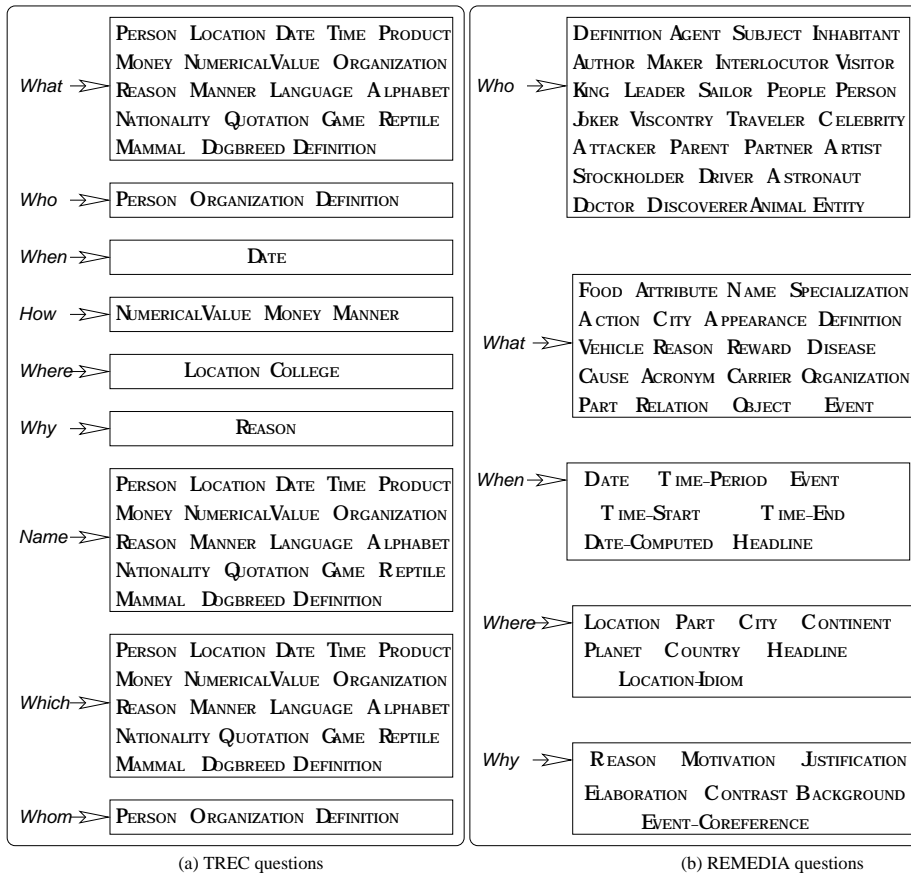 PERSON LOCATION DATE TIME PRODUCT
MONEY NUMERICALVALUE ORGANIZATION
What
REASON MANNER LANGUAGE ALPHABET
NATIONALITY QUOTATION GAME REPTILE
MAMMAL DOGBREED DEFINITION
Who
PERSON ORGANIZATION DEFINITION
When
DATE
How
NUMERICALVALUE MONEY MANNER
Where
LOCATION COLLEGE
Why
REASON
PERSON LOCATION DATE TIME PRODUCT
MONEY NUMERICALVALUE ORGANIZATION
Name
REASON MANNER LANGUAGE ALPHABET
NATIONALITY QUOTATION GAME REPTILE
MAMMAL DOGBREED DEFINITION
PERSON LOCATION DATE TIME PRODUCT
MONEY NUMERICALVALUE ORGANIZATION
Which
REASON MANNER LANGUAGE ALPHABET
NATIONALITY QUOTATION GAME REPTILE
MAMMAL DOGBREED DEFINITION
Whom
PERSON ORGANIZATION DEFINITION
(a) TREC questions
DEFINITION AGENT SUBJECT INHABITANT
AUTHOR MAKER INTERLOCUTOR VISITOR
Who
KING LEADER SAILOR PEOPLE PERSON
JOKER VISCONTRY TRAVELER CELEBRITY
ATTACKER PARENT PARTNER ARTIST
STOCKHOLDER DRIVER ASTRONAUT
DOCTOR DISCOVERER ANIMAL ENTITY
FOOD ATTRIBUTE NAME SPECIALIZATION
ACTION CITY APPEARANCE DEFINITION
What
VEHICLE REASON REWARD DISEASE
CAUSE ACRONYM CARRIER ORGANIZATION
PART RELATION OBJECT EVENT
When
DATE TIME-PERIOD EVENT
TIME-START TIME-END
DATE-COMPUTED HEADLINE
Where
LOCATION PART CITY CONTINENT
PLANET COUNTRY HEADLINE
LOCATION-IDIOM
Why
REASON MOTIVATION JUSTIFICATION
ELABORATION CONTRAST BACKGROUND
EVENT-COREFERENCE
(b) REMEDIA questions